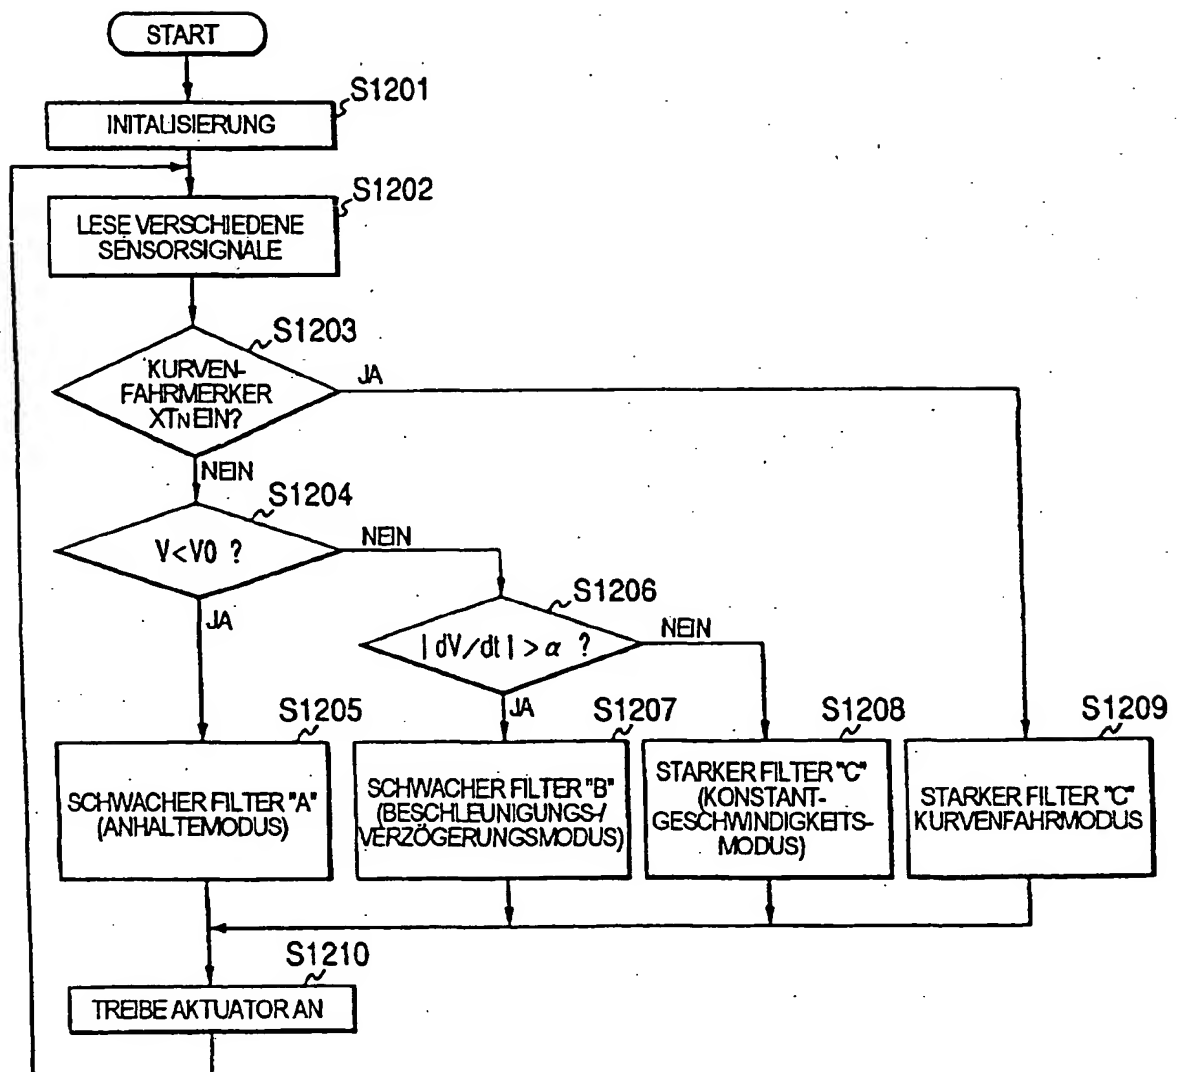 START
S1201
INITALISIERUNG
S1202
LESE VERSCHIEDENE
SENSORSIGNALE
S1203
KURVEN-
FAHRMERKER
XTN EIN?
JA
NEIN
S1204
V<V0 ?
NEIN
JA
S1206
|dV/dt|>α ?
NEIN
JA
S1205
SCHWACHER FILTER "A"
(ANHALTEMODUS)
S1207
SCHWACHER FILTER "B"
(BESCHLEUNIGUNGS-/
VERZÖGERUNGSMODUS)
S1208
STARKER FILTER "C"
(KONSTANT-
GESCHWINDIGKEITS-
MODUS)
S1209
STARKER FILTER "C"
KURVENFAHRMODUS
S1210
TREIBE AKTUATOR AN